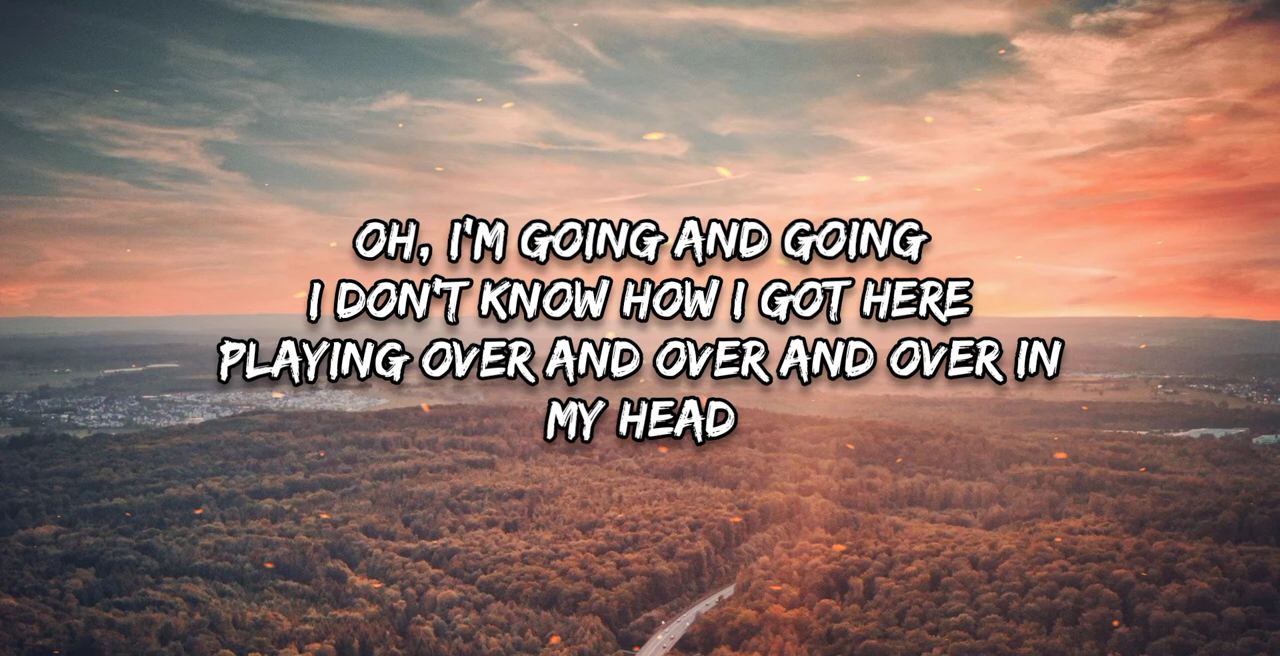 OH, I'M GOING AND GOING
I DON'T KNOW HOW I GOT HERE
PLAYING OVER AND OVER AND OVER IN
MY HEAD